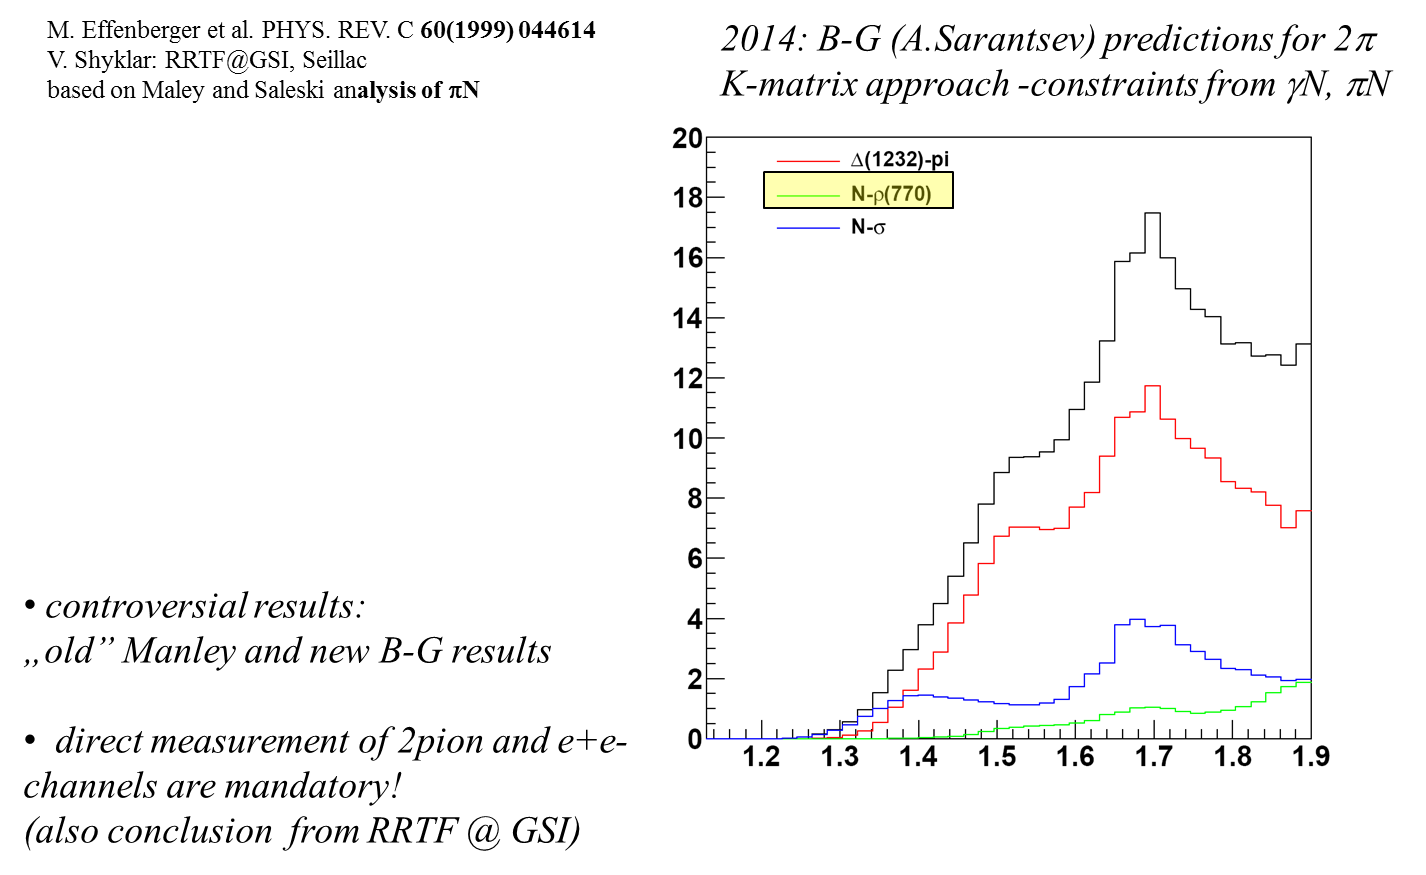 M. Effenberger et al. PHYS. REV. C 60(1999) 044614
V. Shyklar: RRTF@GSI, Seillac
based on Maley and Saleski analysis of πN
2014: B-G (A.Sarantsev) predictions for 2π
K-matrix approach -constraints from γN, πN
20
18
16
14
12
10
8
6
4
2
0
Δ(1232)-pi
N-ρ(770)
N-σ
1.2 1.3 1.4 1.5 1.6 1.7 1.8 1.9
• controversial results:
„old” Manley and new B-G results
• direct measurement of 2pion and e+e-
channels are mandatory!
(also conclusion from RRTF @ GSI)